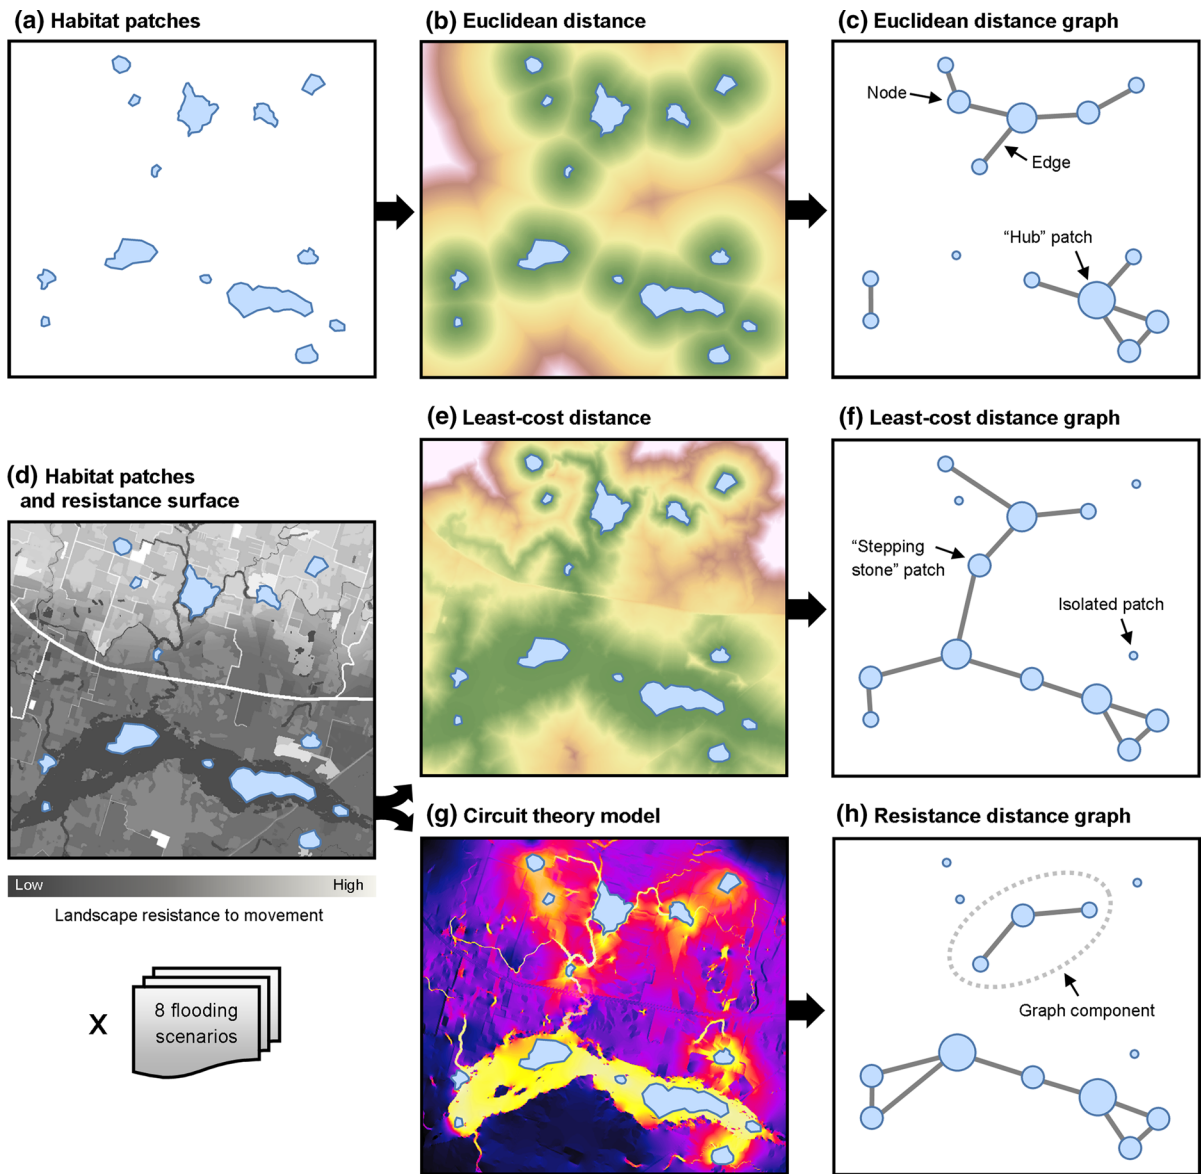 (a) Habitat patches
(b) Euclidean distance
(c) Euclidean distance graph
Node
Edge
“Hub” patch
(d) Habitat patches
and resistance surface
Low
High
Landscape resistance to movement
X
8 flooding
scenarios
(e) Least-cost distance
(f) Least-cost distance graph
“Stepping
stone” patch
Isolated patch
(g) Circuit theory model
(h) Resistance distance graph
Graph component